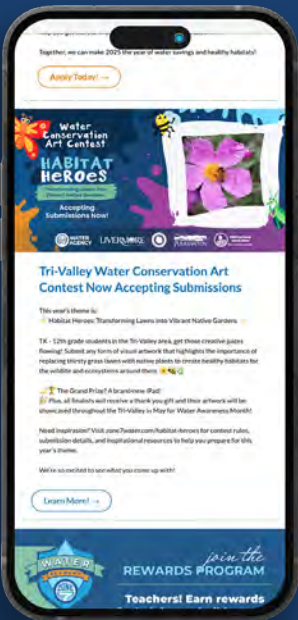 Together, we can make 2025 the year of water savings and healthy habitats!
Apply Today! →
Water
Conservation
Art Contest
HABITAT
HEROES
Transforming Lawns into
Vibrant Native Gardens
Accepting
Submissions Now!
WATER
AGENCY
LIVERMORE
PLEASANTON
Tri-Valley Water Conservation Art
Contest Now Accepting Submissions
This year's theme is:
Habitat Heroes: Transforming Lawns into Vibrant Native Gardens
TK - 12th grade students in the Tri-Valley area, get those creative juices
flowing! Submit any form of visual artwork that highlights the importance of
replacing thirsty grass lawns with native plants to create healthy habitats for
the wildlife and ecosystems around them
The Grand Prize? A brand-new iPad!
Plus, all finalists will receive a thank you gift and their artwork will be
showcased throughout the Tri-Valley in May for Water Awareness Month!
Need inspiration? Visit zone7water.com/habitat-heroes for contest rules,
submission details, and inspirational resources to help you prepare for this
year's theme.
We're so excited to see what you come up with!
Learn More! →
WATER
join the
REWARDS PROGRAM
Teachers! Earn rewards